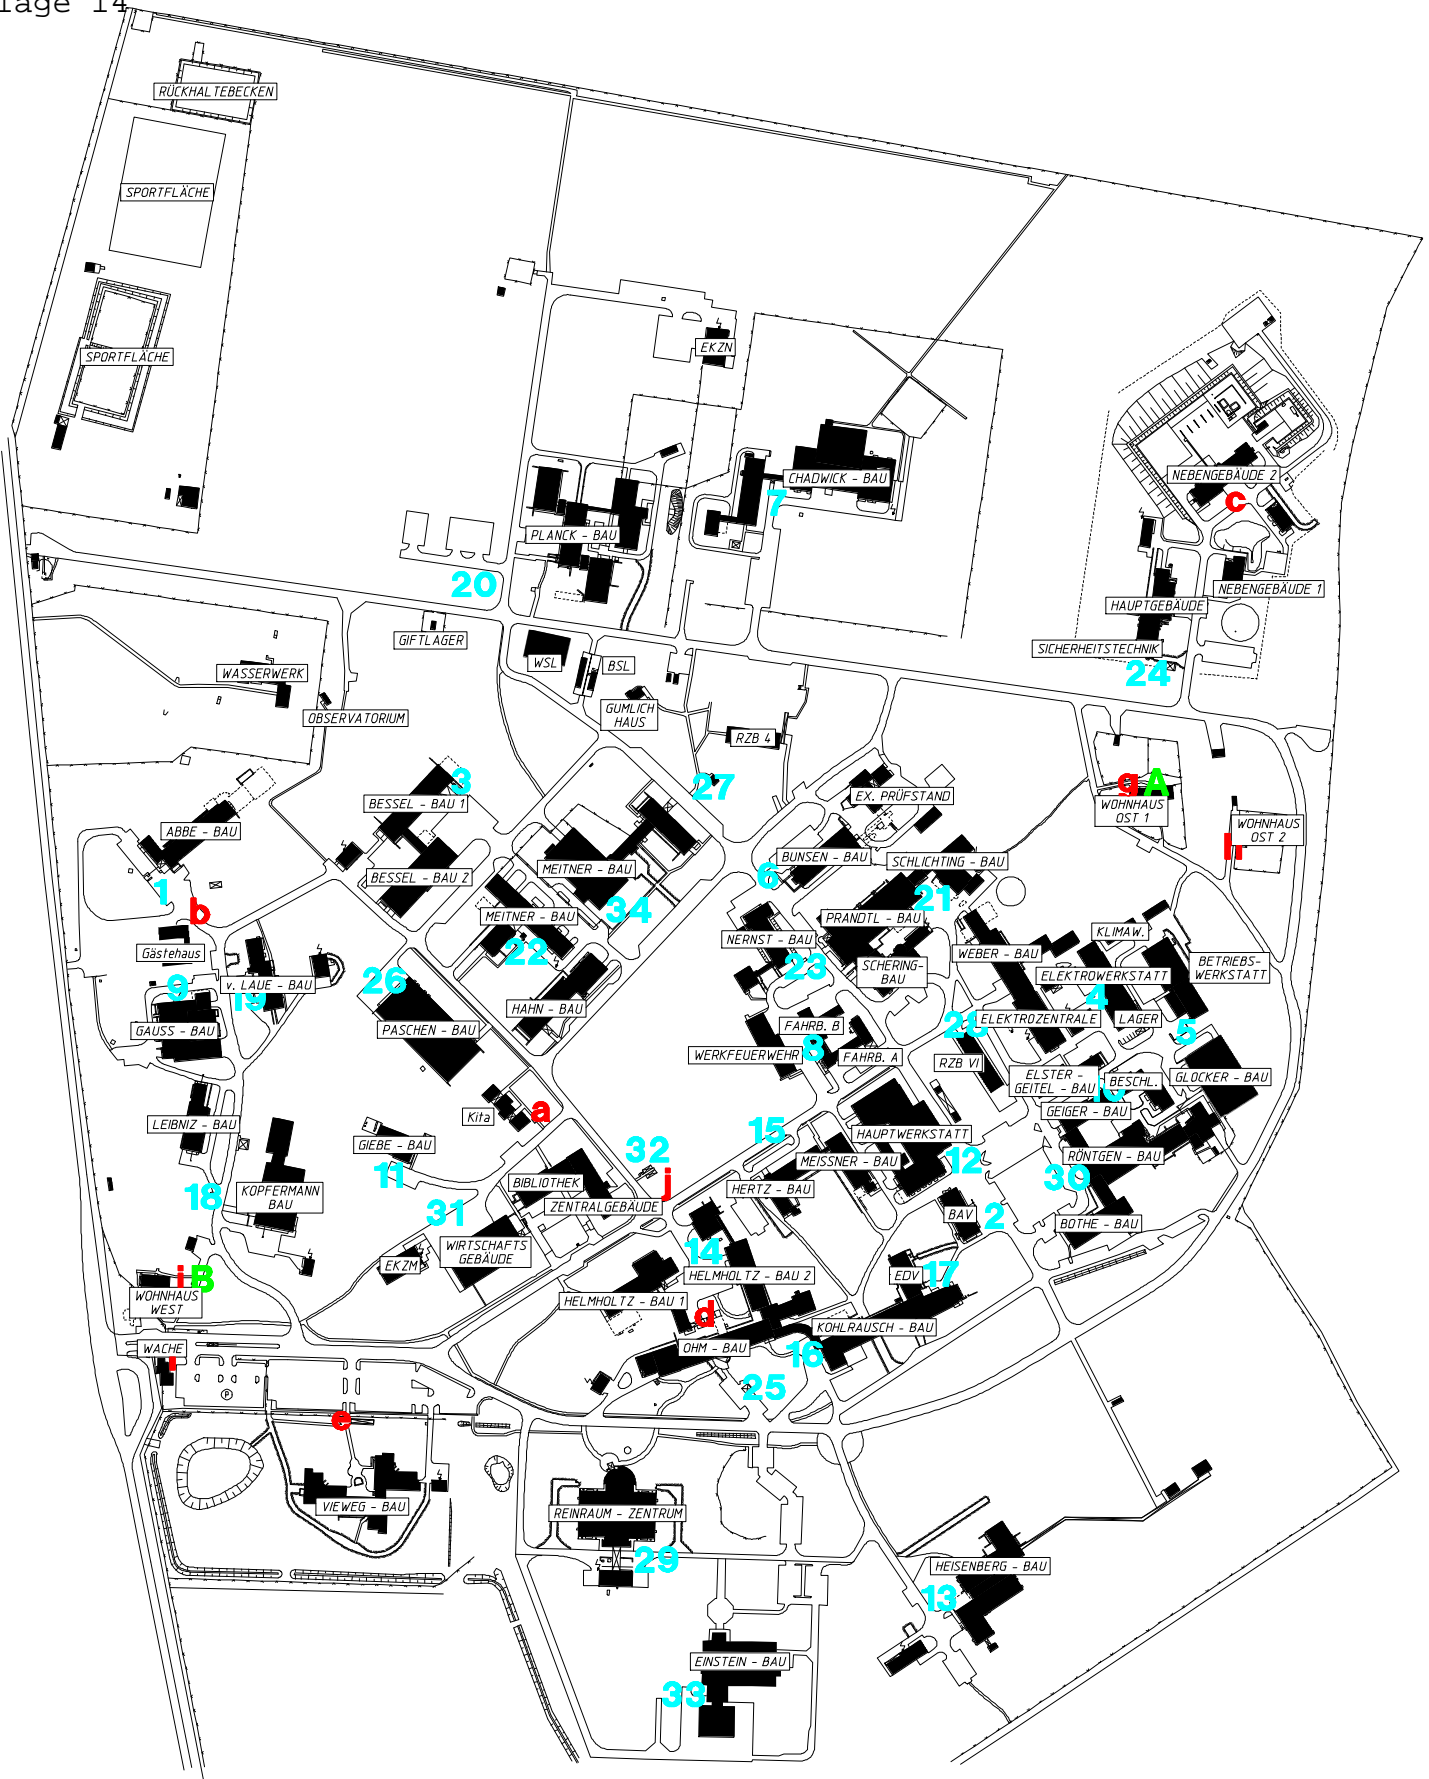 lage 14
RÜCKHALTEBECKEN
SPORTFLÄCHE
SPORTFLÄCHE
EKZN
CHADWICK - BAU
7
NEBENGEBÄUDE 2
c
PLANCK - BAU
20
NEBENGEBÄUDE 1
HAUPTGEBÄUDE
GIFTLAGER
SICHERHEITSTECHNIK
24
WSL
BSL
WASSERWERK
OBSERVATORIUM
GUMLICH
HAUS
RZB 4
27
3
BESSEL - BAU 1
EX. PRÜFSTAND
g
A
WOHNHAUS
OST 1
WOHNHAUS
OST 2
h
ABBE - BAU
1
b
BESSEL - BAU 2
MEITNER - BAU
34
MEITNER - BAU
22
BUNSEN - BAU
6
SCHLICHTING - BAU
21
PRANDTL - BAU
NERNST - BAU
23
KLIMAW.
Gästehaus
9
v. LAUE - BAU
19
26
WEBER - BAU
SCHERING-
BAU
ELEKTROWERKSTATT
4
BETRIEBS-
WERKSTATT
HAHN - BAU
GAUSS - BAU
PASCHEN - BAU
FAHRB. B
8
28
ELEKTROZENTRALE
LAGER
5
WERKFEUERWEHR
FAHRB. A
RZB VI
ELSTER -
GEITEL - BAU
BESCHL.
GLOCKER - BAU
10
GEIGER - BAU
LEIBNIZ - BAU
Kita
a
GIEBE - BAU
11
15
HAUPTWERKSTATT
32
j
MEISSNER - BAU
12
RÖNTGEN - BAU
30
18
KOPFERMANN
BAU
BIBLIOTHEK
ZENTRALGEBÄUDE
HERTZ - BAU
31
BAV
2
BOTHE - BAU
EKZM
WIRTSCHAFTS
GEBÄUDE
14
HELMHOLTZ - BAU 2
EDV
17
i
B
WOHNHAUS
WEST
HELMHOLTZ - BAU 1
d
KOHLRAUSCH - BAU
WACHE
OHM - BAU
16
25
P
e
VIEWEG - BAU
REINRAUM - ZENTRUM
29
HEISENBERG - BAU
13
EINSTEIN - BAU
33